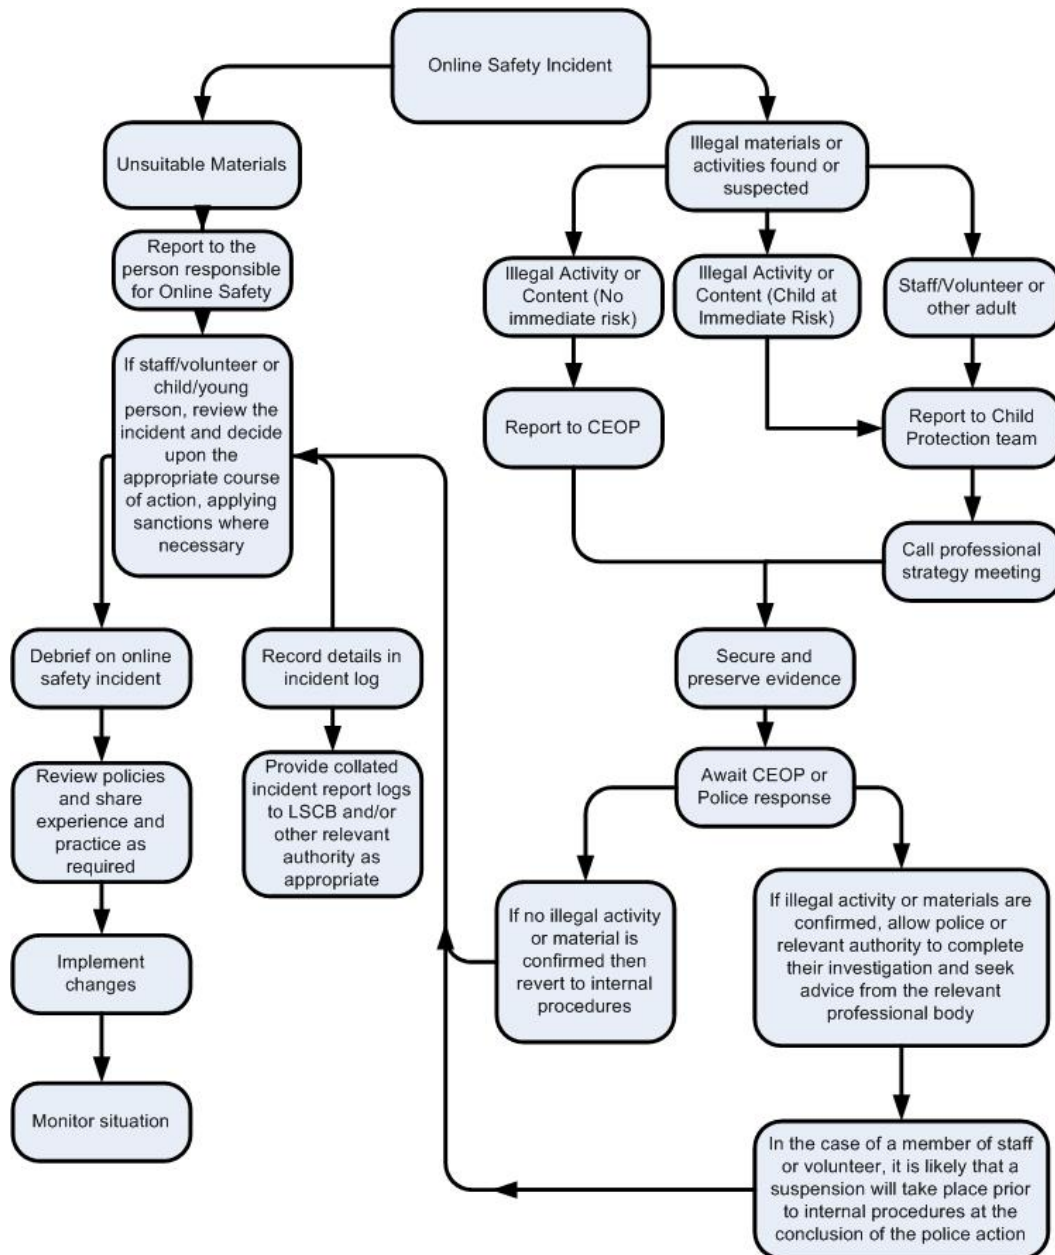 Online Safety Incident
Unsuitable Materials
Report to the
person responsible
for Online Safety
If staff/volunteer or
child/young
person, review the
incident and decide
upon the
appropriate course
of action, applying
sanctions where
necessary
Debrief on online
safety incident
Review policies
and share
experience and
practice as
required
Implement
changes
Monitor situation
Record details in
incident log
Provide collated
incident report logs
to LSCB and/or
other relevant
authority as
appropriate
Illegal materials or
activities found or
suspected
Illegal Activity or
Content (No
immediate risk)
Illegal Activity or
Content (Child at
Immediate Risk)
Staff/Volunteer or
other adult
Report to CEOP
Report to Child
Protection team
Call professional
strategy meeting
Secure and
preserve evidence
Await CEOP or
Police response
If no illegal activity
or material is
confirmed then
revert to internal
procedures
If illegal activity or materials are
confirmed, allow police or
relevant authority to complete
their investigation and seek
advice from the relevant
professional body
In the case of a member of staff
or volunteer, it is likely that a
suspension will take place prior
to internal procedures at the
conclusion of the police action